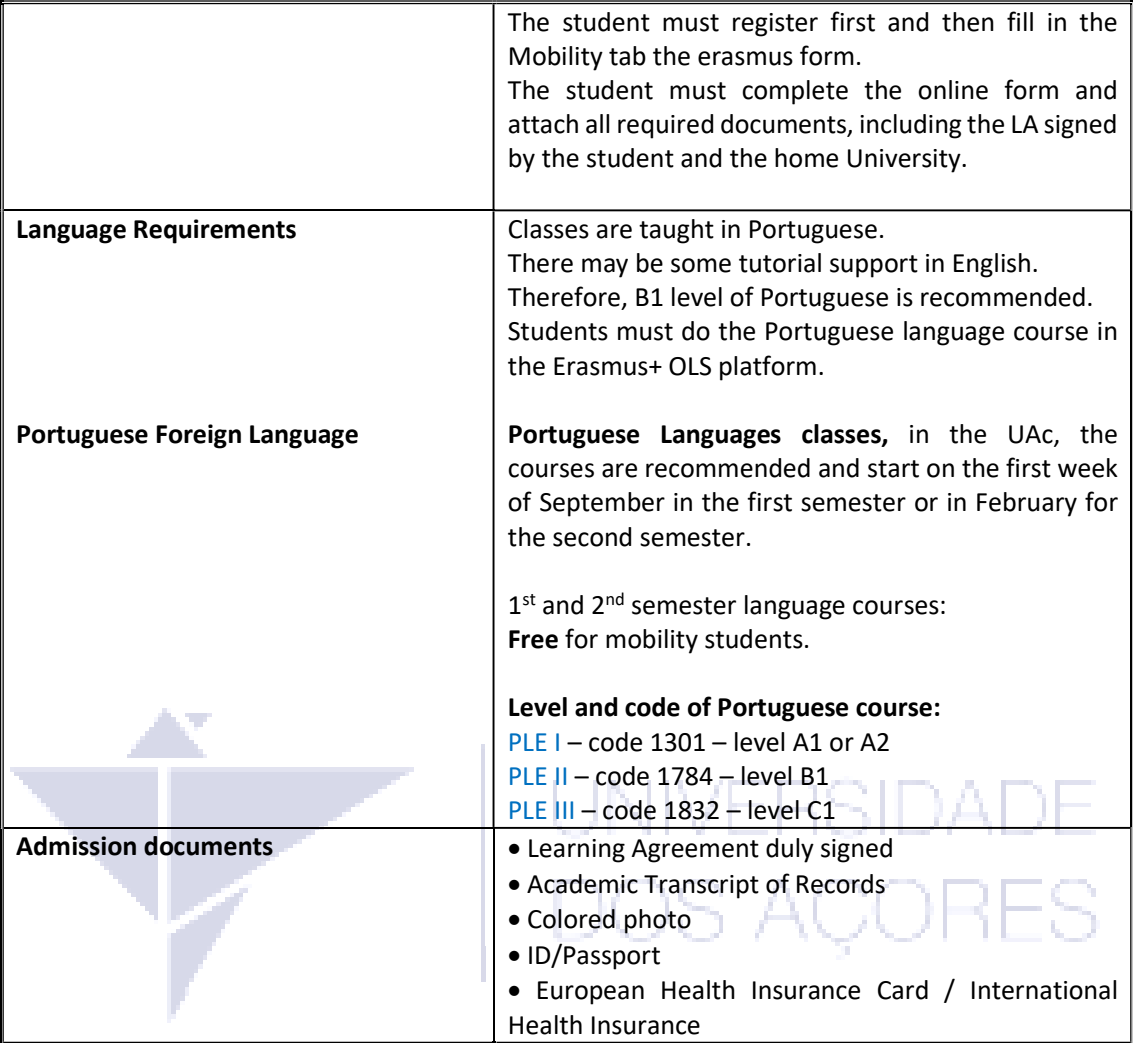 The student must register first and then fill in the
Mobility tab the erasmus form.
The student must complete the online form and
attach all required documents, including the LA signed
by the student and the home University.
Language Requirements
Classes are taught in Portuguese.
There may be some tutorial support in English.
Therefore, B1 level of Portuguese is recommended.
Students must do the Portuguese language course in
the Erasmus+ OLS platform.
Portuguese Foreign Language
Portuguese Languages classes, in the UAc, the
courses are recommended and start on the first week
of September in the first semester or in February for
the second semester.
1st and 2nd semester language courses:
Free for mobility students.
Level and code of Portuguese course:
PLE I – code 1301 – level A1 or A2
PLE II – code 1784 – level B1
PLE III – code 1832 – level C1
Admission documents
• Learning Agreement duly signed
• Academic Transcript of Records
• Colored photo
• ID/Passport
• European Health Insurance Card / International
Health Insurance
UNIVERSIDADE
DOS AÇORES